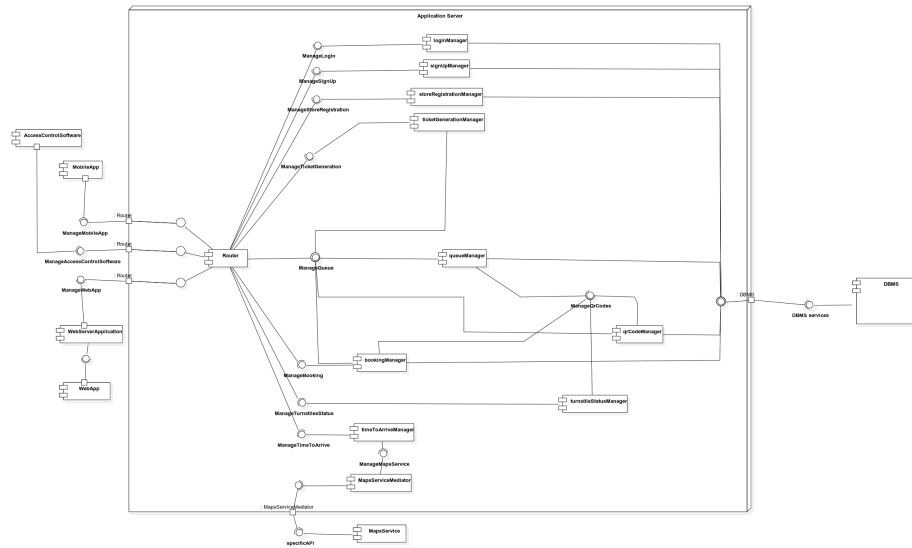 Application Server
loginManager
ManageLogin
signUpManager
ManageSignUp
storeRegistrationManager
ManageStoreRegistration
ticketGenerationManager
AccessControlSoftware
MobileApp
ManageTicketGeneration
: Router
ManageMobileApp
: Router
Router
queueManager
ManageAccessControlSoftware
ManageQueue
: Router
ManageWebApp
DBMS
: DBMS
ManageQrCodes
DBMS services
WebServerApplication
qrCodeManager
bookingManager
ManageBooking
WebApp
turnstileStatusManager
ManageTurnstilesStatus
timeToArriveManager
ManageTimeToArrive
ManageMapsService
MapsServiceMediator
: MapsServiceMediator
MapsService
specificAPI